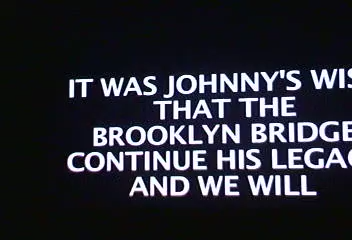 IT WAS JOHNNY'S WIS
THAT THE
BROOKLYN BRIDGE
CONTINUE HIS LEGAC
AND WE WILL